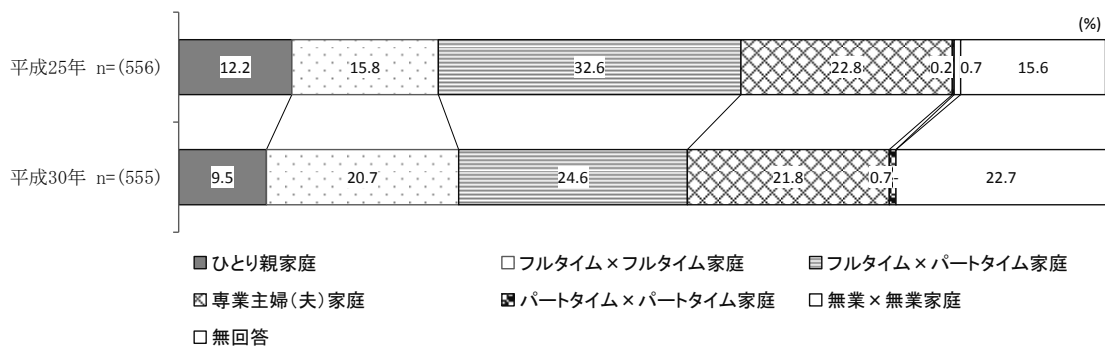 (%)
平成25年 n=(556) 12.2 15.8 32.6 22.8 0.2 0.7 15.6
平成30年 n=(555) 9.5 20.7 24.6 21.8 0.7 - 22.7
ひとり親家庭 フルタイム×フルタイム家庭 フルタイム×パートタイム家庭
専業主婦(夫)家庭 パートタイム×パートタイム家庭 無業×無業家庭
無回答